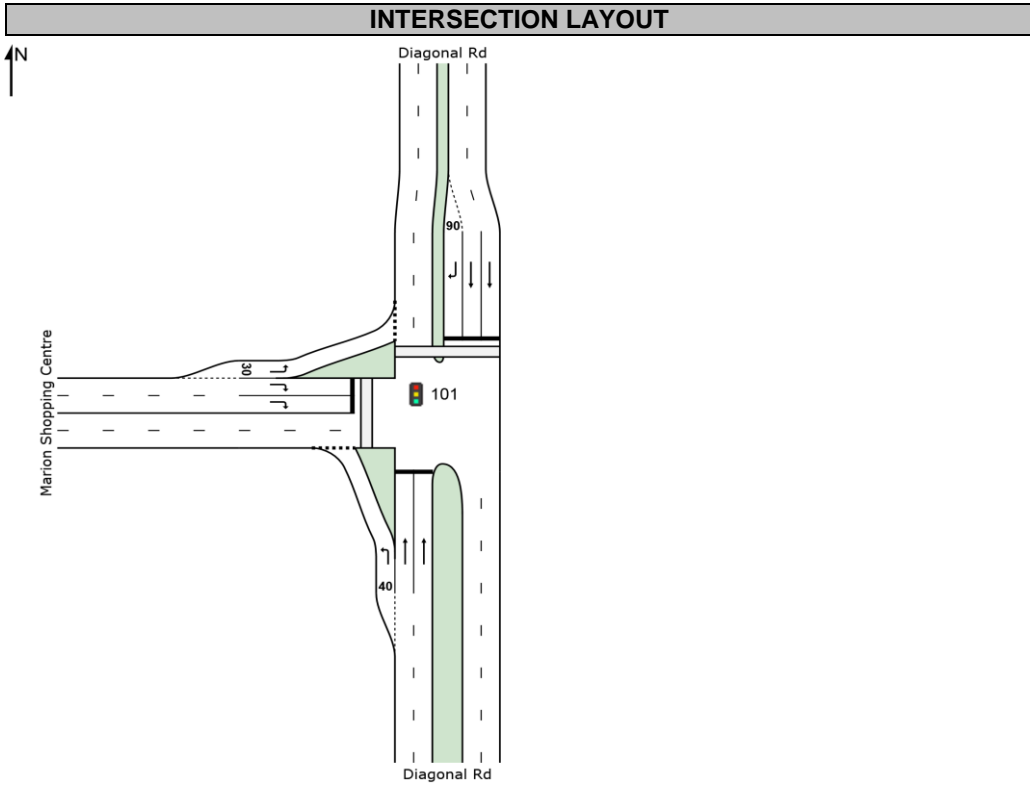 INTERSECTION LAYOUT
N
Diagonal Rd
90
Marion Shopping Centre
30
101
40
Diagonal Rd